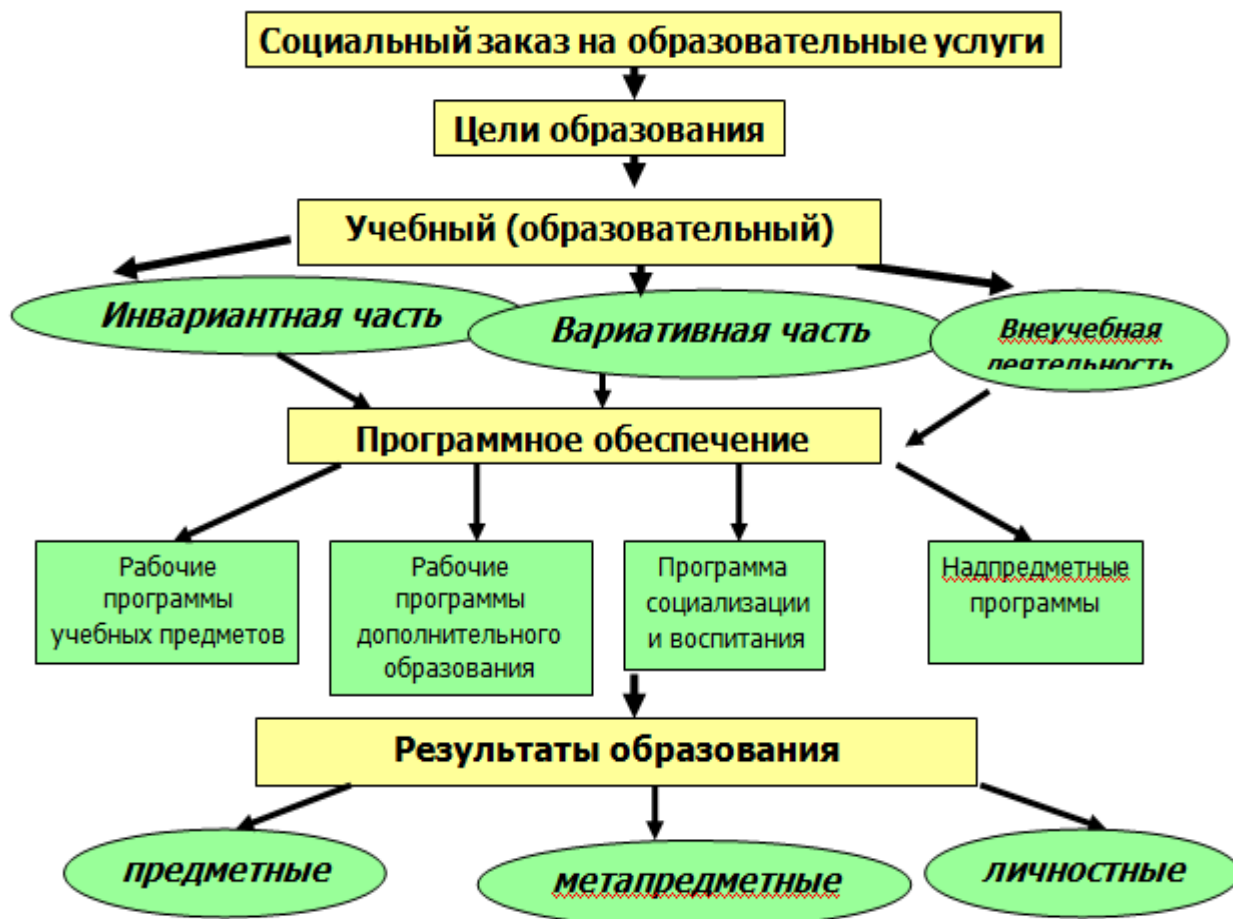 Социальный заказ на образовательные услуги
Цели образования
Учебный (образовательный)
Инвариантная часть
Вариативная часть
Внеучебная
деятельность
Программное обеспечение
Рабочие
программы
учебных предметов
Рабочие
программы
дополнительного
образования
Программа
социализации
и воспитания
Надпредметные
программы
Результаты образования
предметные
метапредметные
личностные